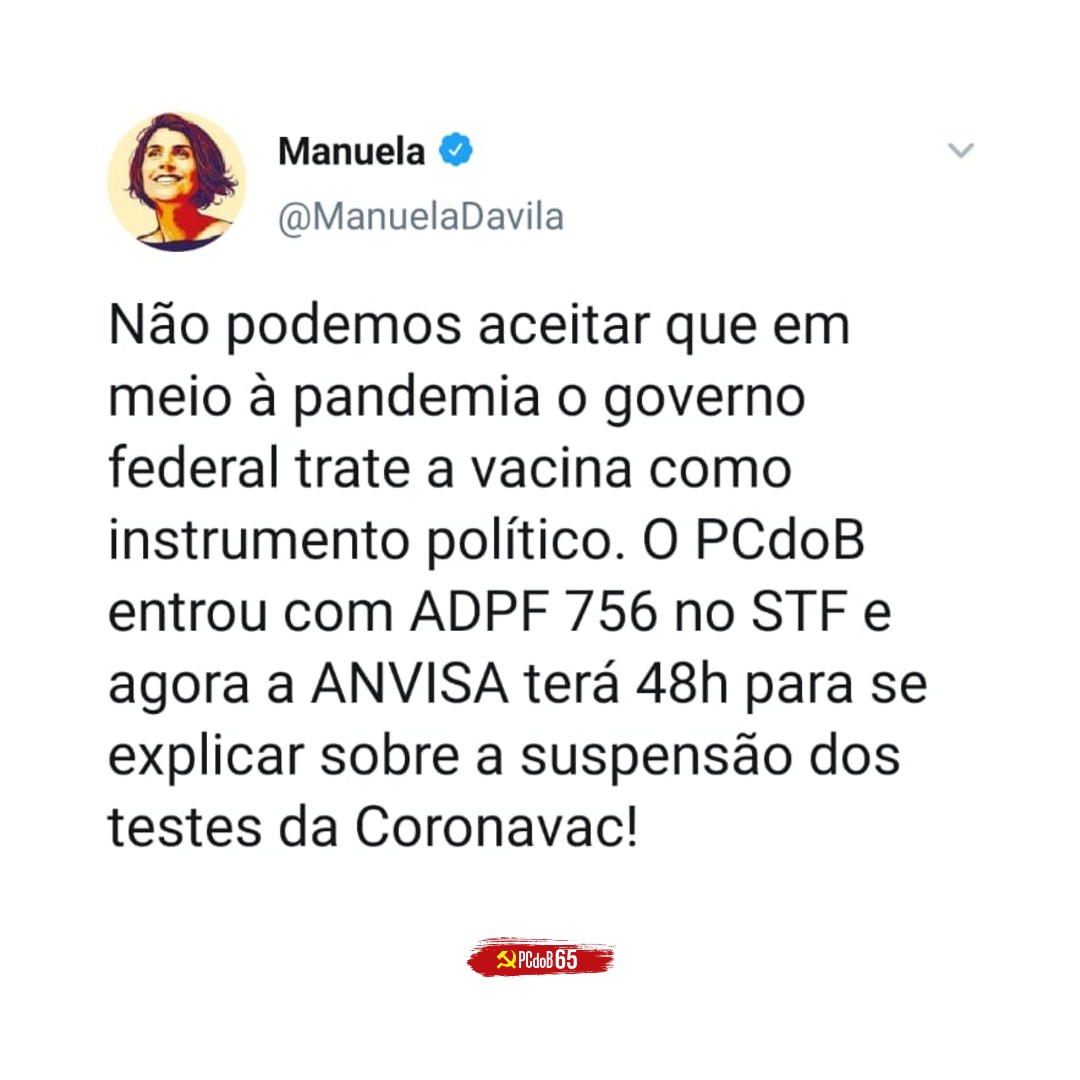 Manuela
@ManuelaDavila
Não podemos aceitar que em
meio à pandemia o governo
federal trate a vacina como
instrumento político. O PCdoB
entrou com ADPF 756 no STF e
agora a ANVISA terá 48h para se
explicar sobre a suspensão dos
testes da Coronavac!
PCdoB 65